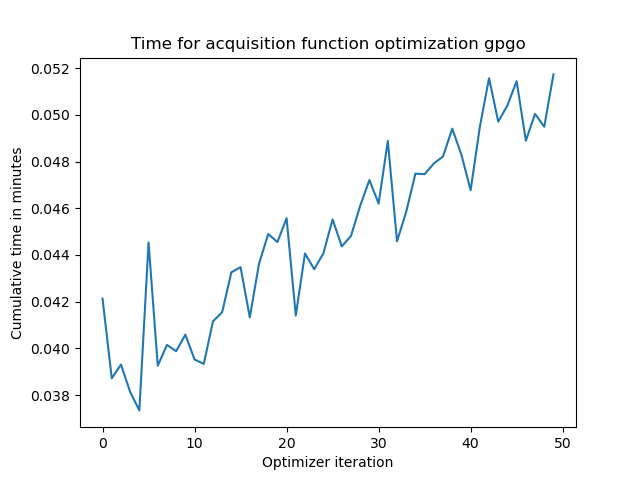 Time for acquisition function optimization gpgo
0.052
0.050
0.048
0.046
0.044
0.042
0.040
0.038
Cumulative time in minutes
0 10 20 30 40 50
Optimizer iteration